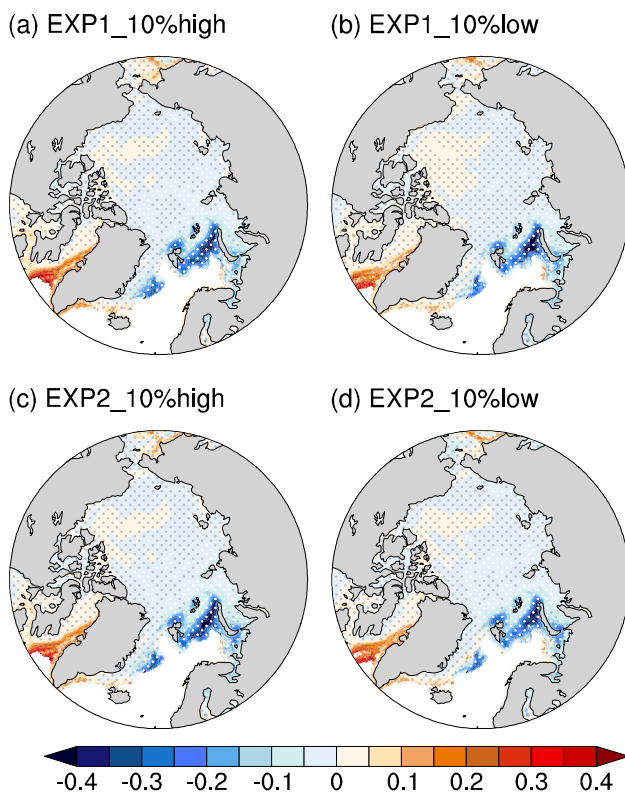 (a) EXP1_10%high
(b) EXP1_10%low
(c) EXP2_10%high
(d) EXP2_10%low
-0.4 -0.3 -0.2 -0.1 0 0.1 0.2 0.3 0.4